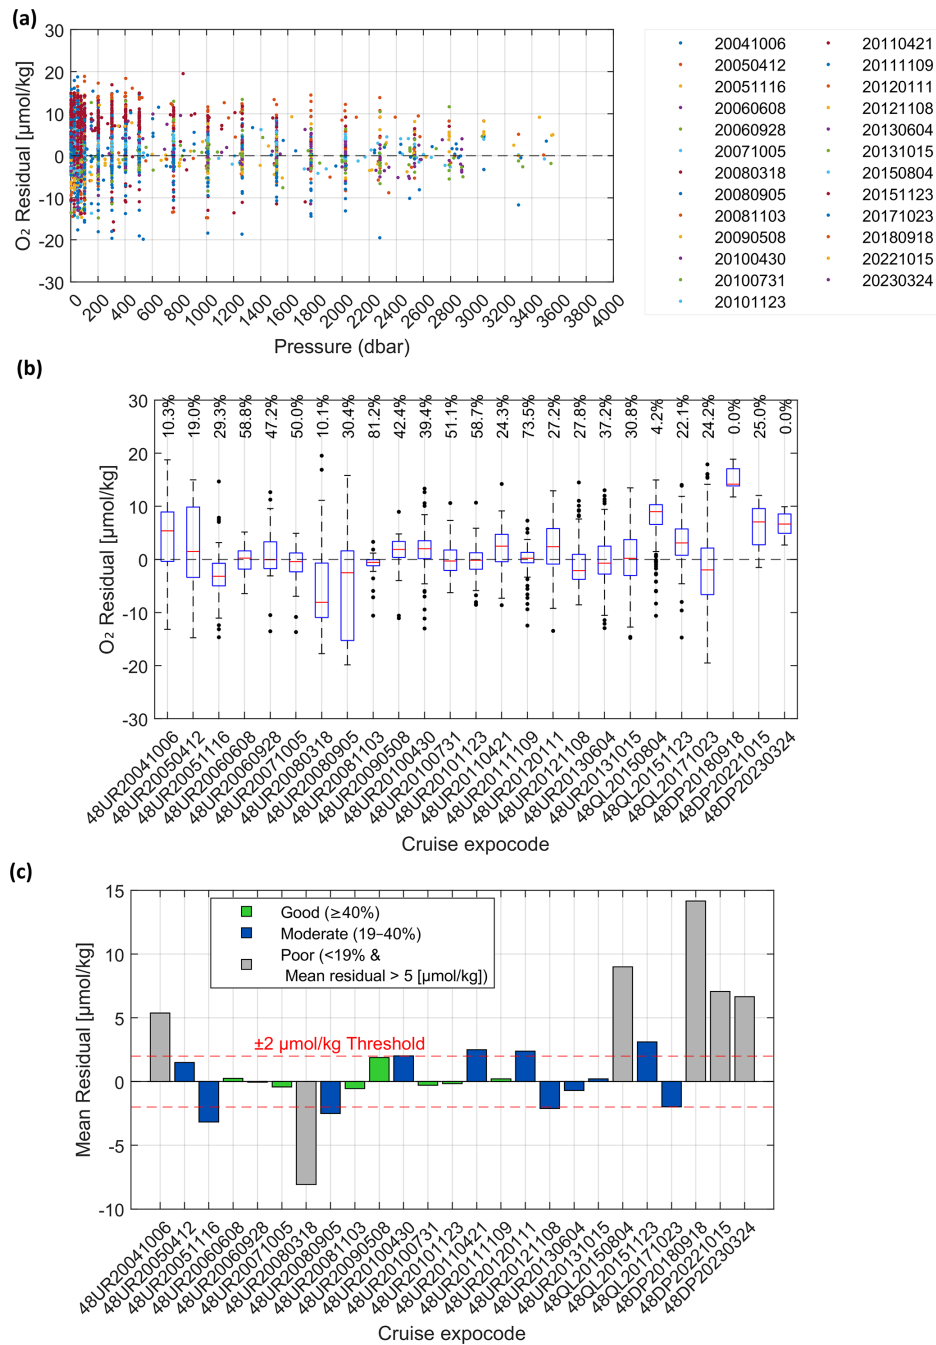 (a)
30
20
10
0
-10
-20
-30
O₂ Residual [μmol/kg]
0 200 400 600 800 1000 1200 1400 1600 1800 2000 2200 2400 2600 2800 3000 3200 3400 3600 3800 4000
Pressure (dbar)
20041006 20110421
20050412 20111109
20051116 20120111
20060608 20121108
20060928 20130604
20071005 20131015
20080318 20150804
20080905 20151123
20081103 20171023
20090508 20180918
20100430 20221015
20100731 20230324
20101123
(b)
30
20
10
0
-10
-20
-30
O₂ Residual [μmol/kg]
10.3% 19.0% 29.3% 58.8% 47.2% 50.0% 10.1% 30.4% 81.2% 42.4% 39.4% 51.1% 58.7% 24.3% 73.5% 27.2% 27.8% 37.2% 30.8% 4.2% 22.1% 24.2% 0.0% 25.0% 0.0%
48UR20041006 48UR20050412 48UR20051116 48UR20060608 48UR20060928 48UR20071005 48UR20080318 48UR20080905 48UR20081103 48UR20090508 48UR20100430 48UR20100731 48UR20101123 48UR20110421 48UR20111109 48UR20120111 48UR20121108 48UR20130604 48UR20131015 48QL20150804 48QL20151123 48QL20171023 48DP20180918 48DP20221015 48DP20230324
Cruise expocode
(c)
15
10
5
0
-5
-10
Mean Residual [μmol/kg]
Good (≥40%)
Moderate (19–40%)
Poor (<19% &
Mean residual > 5 [μmol/kg])
±2 μmol/kg Threshold
48UR20041006 48UR20050412 48UR20051116 48UR20060608 48UR20060928 48UR20071005 48UR20080318 48UR20080905 48UR20081103 48UR20090508 48UR20100430 48UR20100731 48UR20101123 48UR20110421 48UR20111109 48UR20120111 48UR20121108 48UR20130604 48UR20131015 48QL20150804 48QL20151123 48QL20171023 48DP20180918 48DP20221015 48DP20230324
Cruise expocode